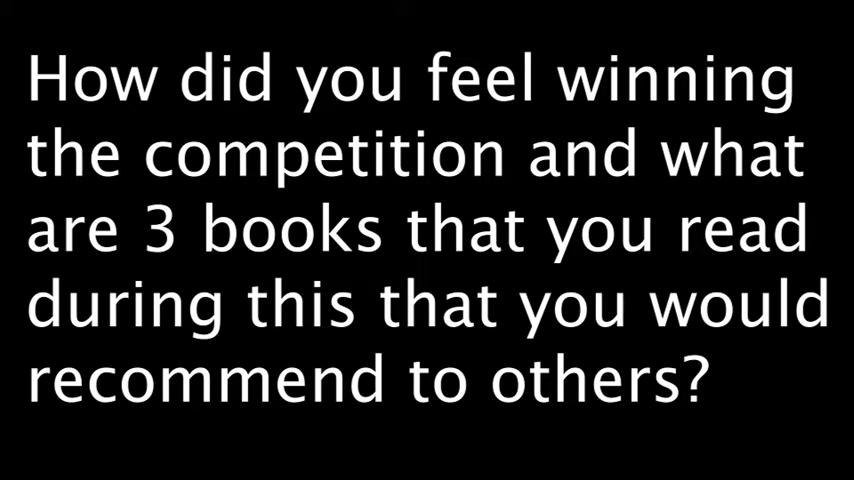 How did you feel winning
the competition and what
are 3 books that you read
during this that you would
recommend to others?